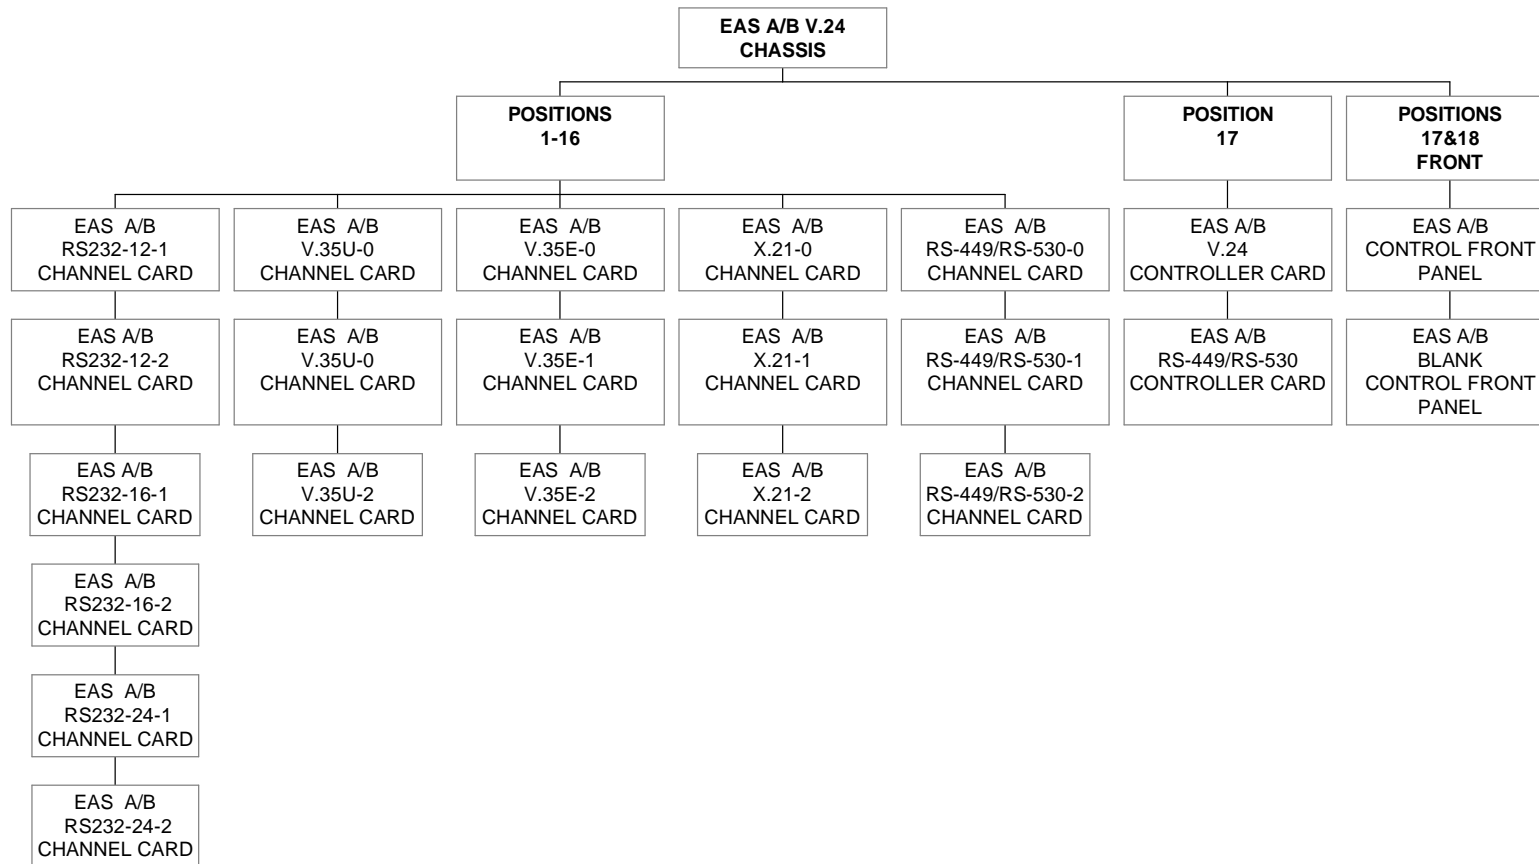 EAS A/B V.24
CHASSIS
POSITIONS
1-16
POSITION
17
POSITIONS
17&18
FRONT
EAS A/B
RS232-12-1
CHANNEL CARD
EAS A/B
V.35U-0
CHANNEL CARD
EAS A/B
V.35E-0
CHANNEL CARD
EAS A/B
X.21-0
CHANNEL CARD
EAS A/B
RS-449/RS-530-0
CHANNEL CARD
EAS A/B
V.24
CONTROLLER CARD
EAS A/B
CONTROL FRONT
PANEL
EAS A/B
RS232-12-2
CHANNEL CARD
EAS A/B
V.35U-0
CHANNEL CARD
EAS A/B
V.35E-1
CHANNEL CARD
EAS A/B
X.21-1
CHANNEL CARD
EAS A/B
RS-449/RS-530-1
CHANNEL CARD
EAS A/B
RS-449/RS-530
CONTROLLER CARD
EAS A/B
BLANK
CONTROL FRONT
PANEL
EAS A/B
RS232-16-1
CHANNEL CARD
EAS A/B
V.35U-2
CHANNEL CARD
EAS A/B
V.35E-2
CHANNEL CARD
EAS A/B
X.21-2
CHANNEL CARD
EAS A/B
RS-449/RS-530-2
CHANNEL CARD
EAS A/B
RS232-16-2
CHANNEL CARD
EAS A/B
RS232-24-1
CHANNEL CARD
EAS A/B
RS232-24-2
CHANNEL CARD